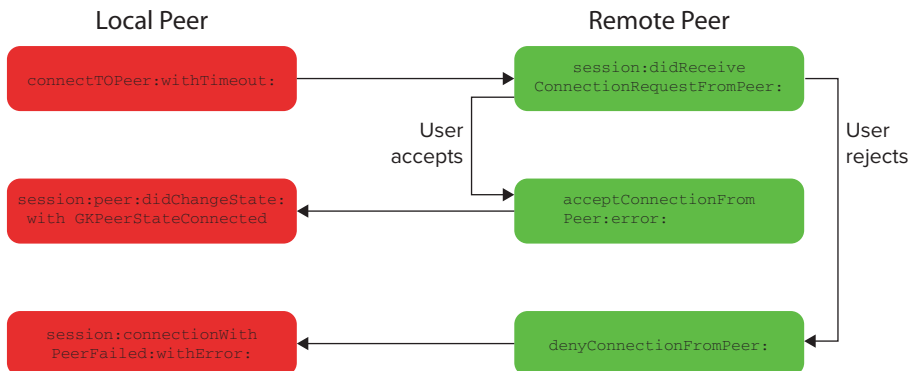 Local Peer
Remote Peer
connectTOPeer:withTimeout:
session:didReceive
ConnectionRequestFromPeer:
User
accepts
User
rejects
session:peer:didChangeState:
with GKPeerStateConnected
acceptConnectionFrom
Peer:error:
session:connectionWith
PeerFailed:withError:
denyConnectionFromPeer: